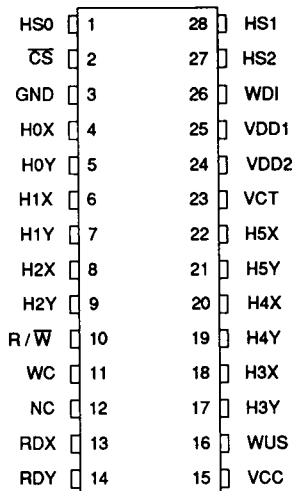 HS0 1 28 HS1
C̅S̅ 2 27 HS2
GND 3 26 WDI
H0X 4 25 VDD1
H0Y 5 24 VDD2
H1X 6 23 VCT
H1Y 7 22 H5X
H2X 8 21 H5Y
H2Y 9 20 H4X
R/W̅ 10 19 H4Y
WC 11 18 H3X
NC 12 17 H3Y
RDX 13 16 WUS
RDY 14 15 VCC